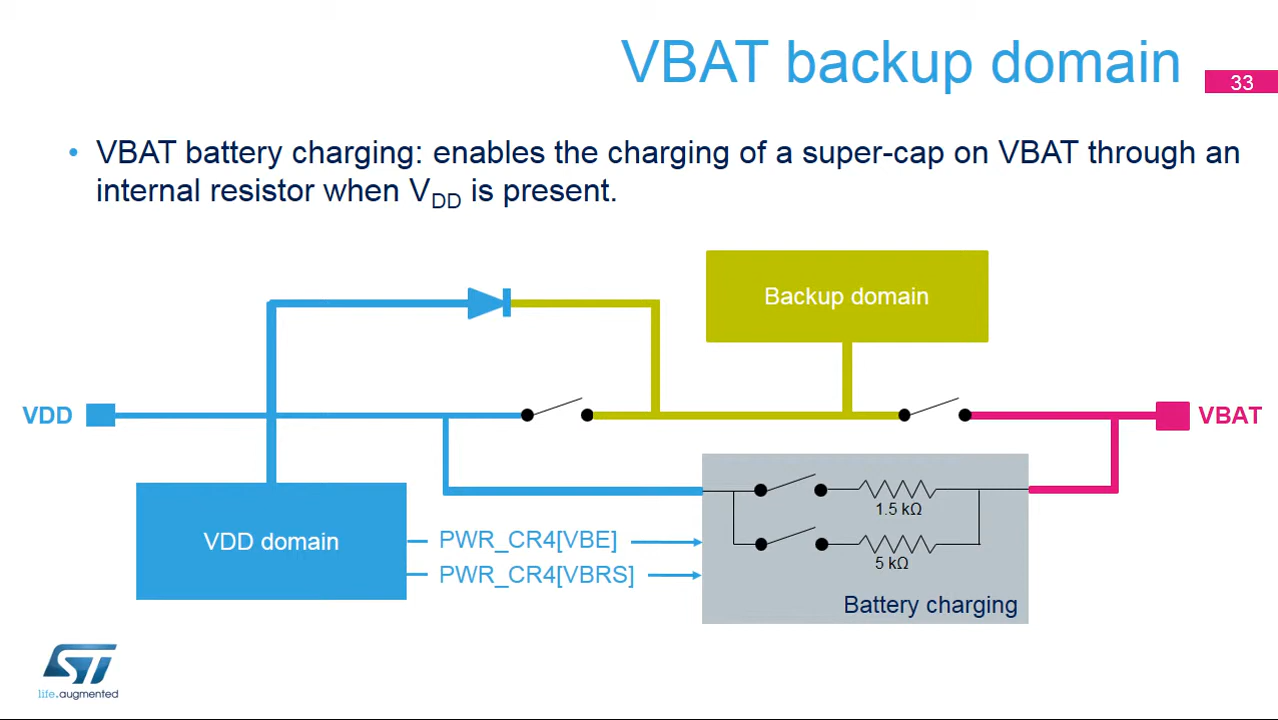 VBAT backup domain
33
• VBAT battery charging: enables the charging of a super-cap on VBAT through an
internal resistor when VDD is present.
Backup domain
VDD
VBAT
1.5 kΩ
VDD domain
PWR_CR4[VBE]
5 kΩ
PWR_CR4[VBRS]
Battery charging
ST
life.augmented